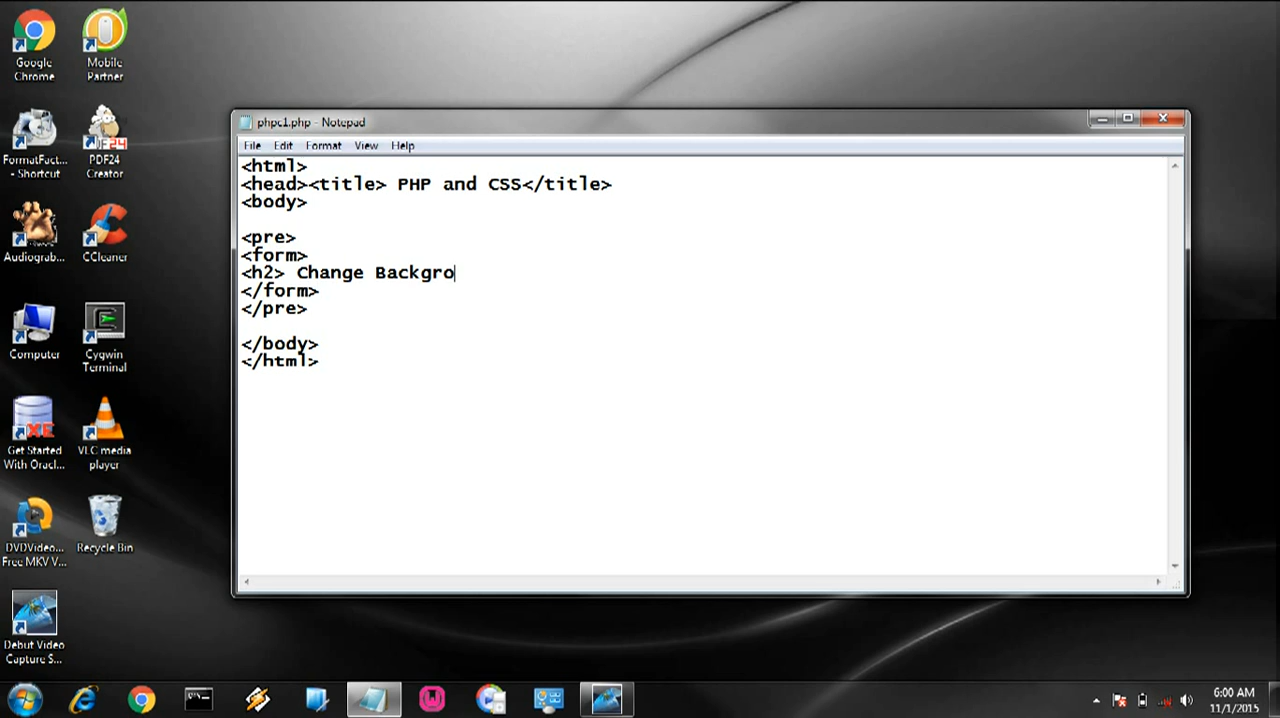 Google
Chrome
Mobile
Partner
FormatFact...
- Shortcut
PDF24
Creator
Audiograb...
CCleaner
Computer
Cygwin
Terminal
Get Started
With Oracl...
VLC media
player
DVDVideo...
Free MKV V...
Recycle Bin
Debut Video
Capture S...
phpc1.php - Notepad
File Edit Format View Help
<html>
<head><title> PHP and CSS</title>
<body>
<pre>
<form>
<h2> Change Backgro
</form>
</pre>
</body>
</html>
6:00 AM
11/1/2015